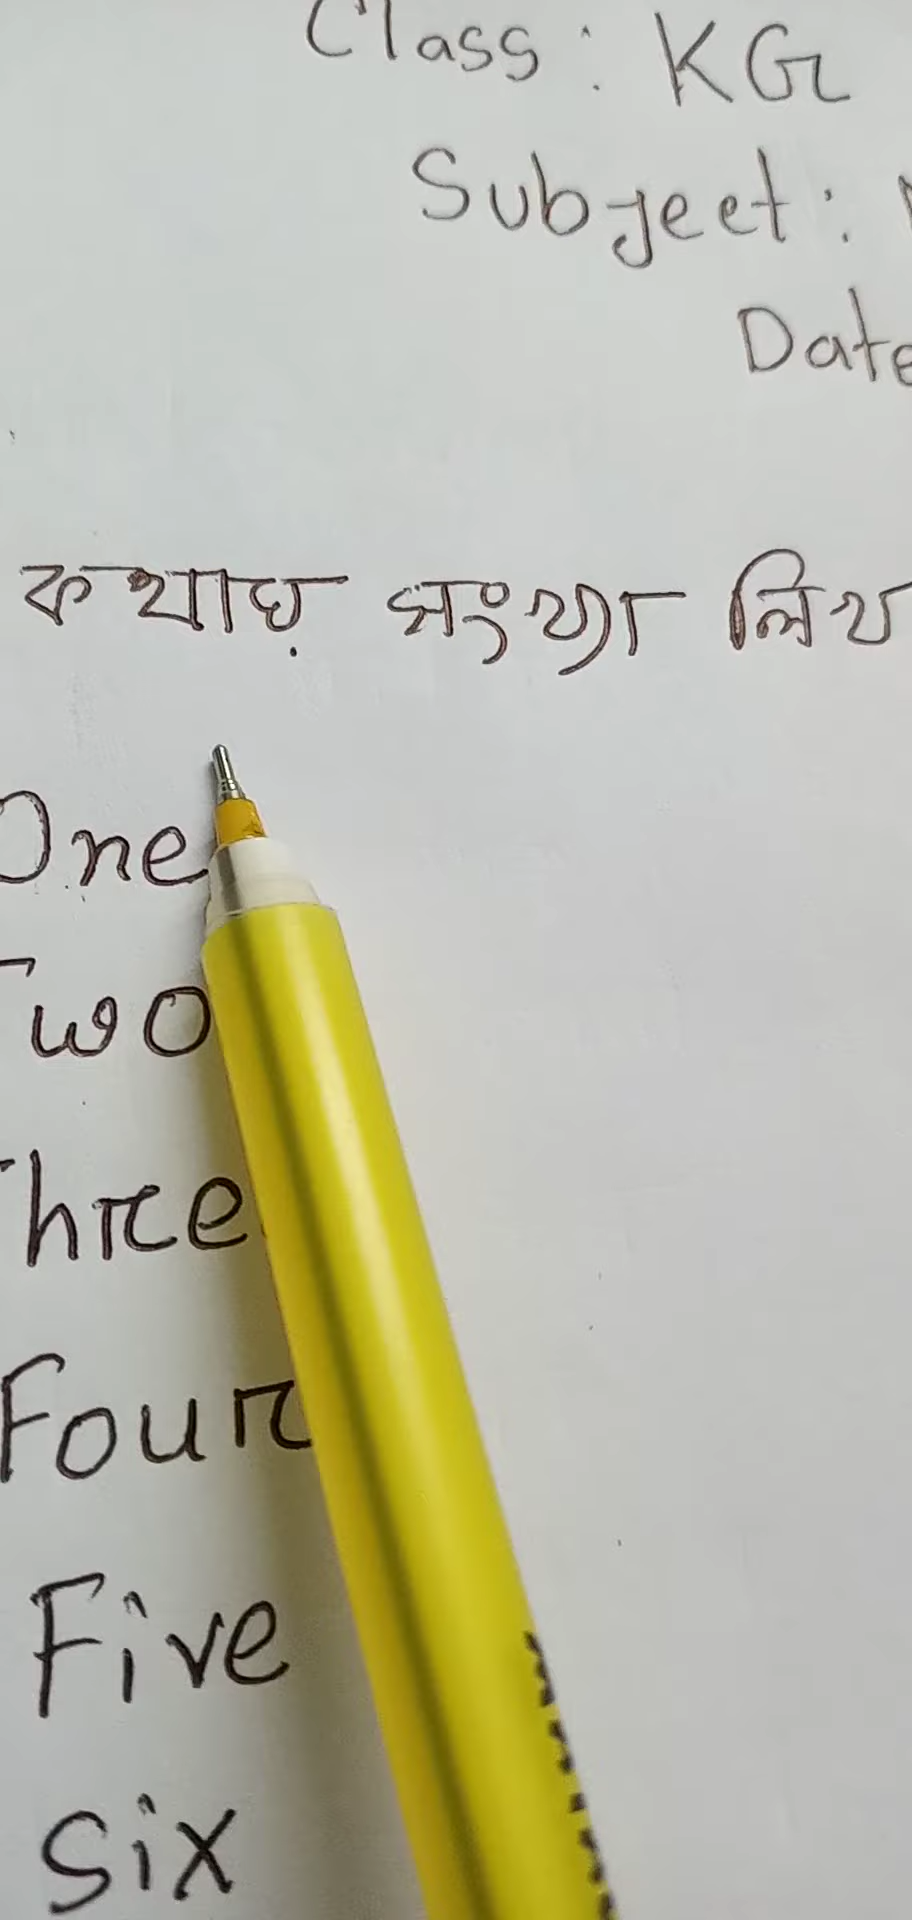 Class: KG
Subject:
Date
কথায় সংখ্যা লিখ
One
Two
Three
Four
Five
Six